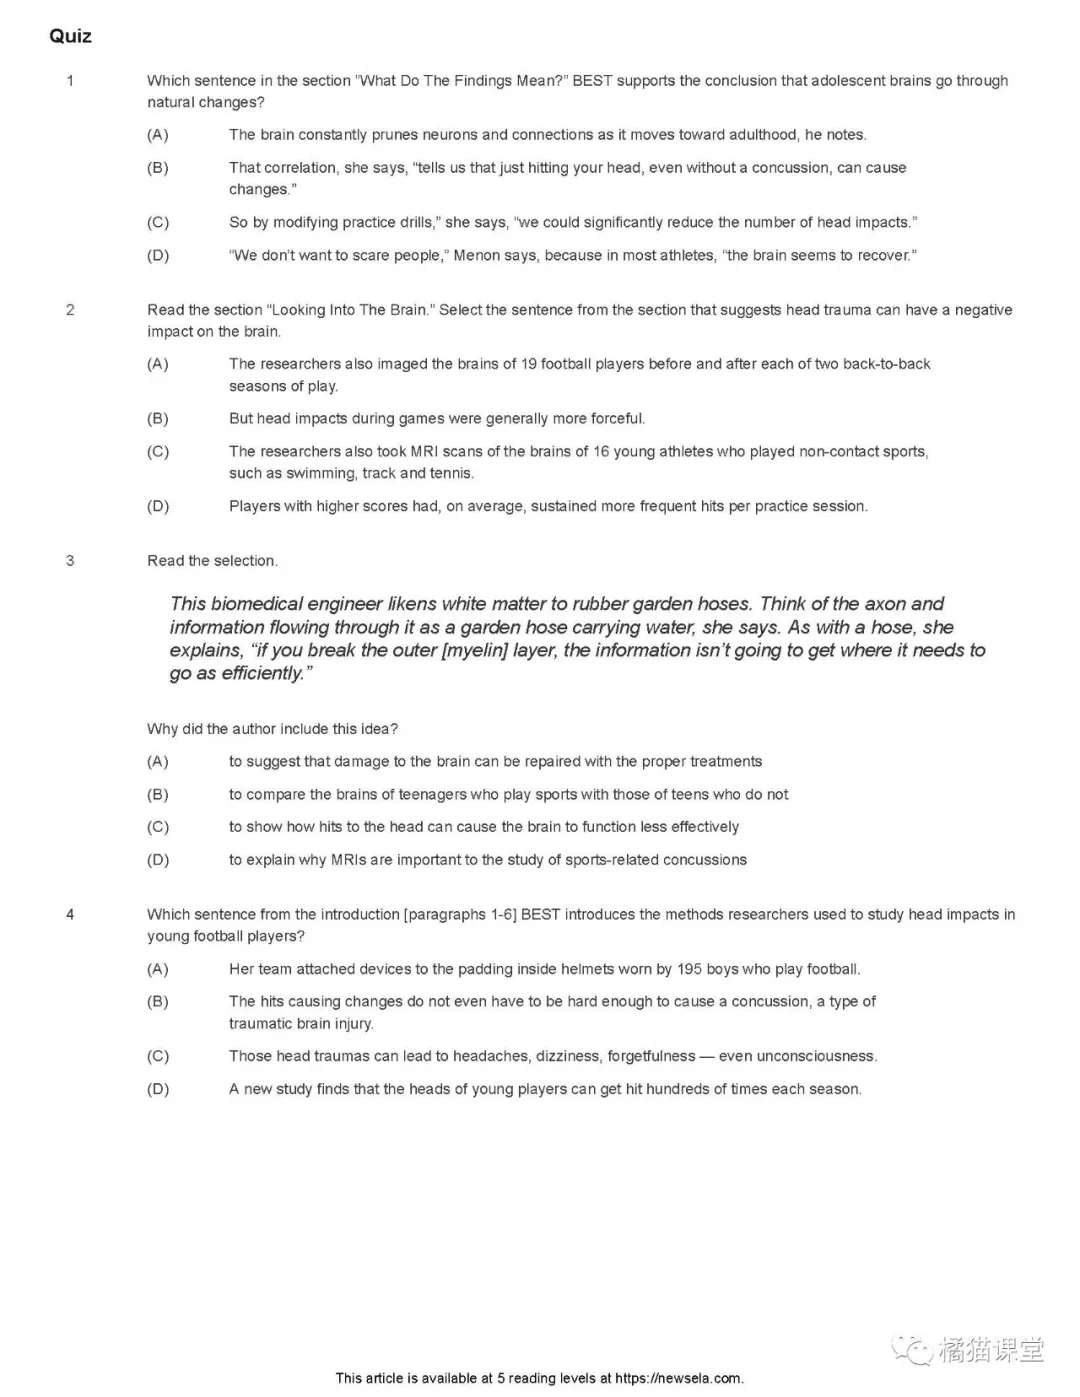 Quiz
1 Which sentence in the section "What Do The Findings Mean?" BEST supports the conclusion that adolescent brains go through
natural changes?
(A) The brain constantly prunes neurons and connections as it moves toward adulthood, he notes.
(B) That correlation, she says, “tells us that just hitting your head, even without a concussion, can cause
changes.”
(C) So by modifying practice drills,” she says, “we could significantly reduce the number of head impacts.”
(D) “We don’t want to scare people,” Menon says, because in most athletes, “the brain seems to recover.”
2 Read the section “Looking Into The Brain.” Select the sentence from the section that suggests head trauma can have a negative
impact on the brain.
(A) The researchers also imaged the brains of 19 football players before and after each of two back-to-back
seasons of play.
(B) But head impacts during games were generally more forceful.
(C) The researchers also took MRI scans of the brains of 16 young athletes who played non-contact sports,
such as swimming, track and tennis.
(D) Players with higher scores had, on average, sustained more frequent hits per practice session.
3 Read the selection.
This biomedical engineer likens white matter to rubber garden hoses. Think of the axon and
information flowing through it as a garden hose carrying water, she says. As with a hose, she
explains, “if you break the outer [myelin] layer, the information isn’t going to get where it needs to
go as efficiently.”
Why did the author include this idea?
(A) to suggest that damage to the brain can be repaired with the proper treatments
(B) to compare the brains of teenagers who play sports with those of teens who do not
(C) to show how hits to the head can cause the brain to function less effectively
(D) to explain why MRIs are important to the study of sports-related concussions
4 Which sentence from the introduction [paragraphs 1-6] BEST introduces the methods researchers used to study head impacts in
young football players?
(A) Her team attached devices to the padding inside helmets worn by 195 boys who play football.
(B) The hits causing changes do not even have to be hard enough to cause a concussion, a type of
traumatic brain injury.
(C) Those head traumas can lead to headaches, dizziness, forgetfulness — even unconsciousness.
(D) A new study finds that the heads of young players can get hit hundreds of times each season.
橘猫课堂
This article is available at 5 reading levels at https://newsela.com.